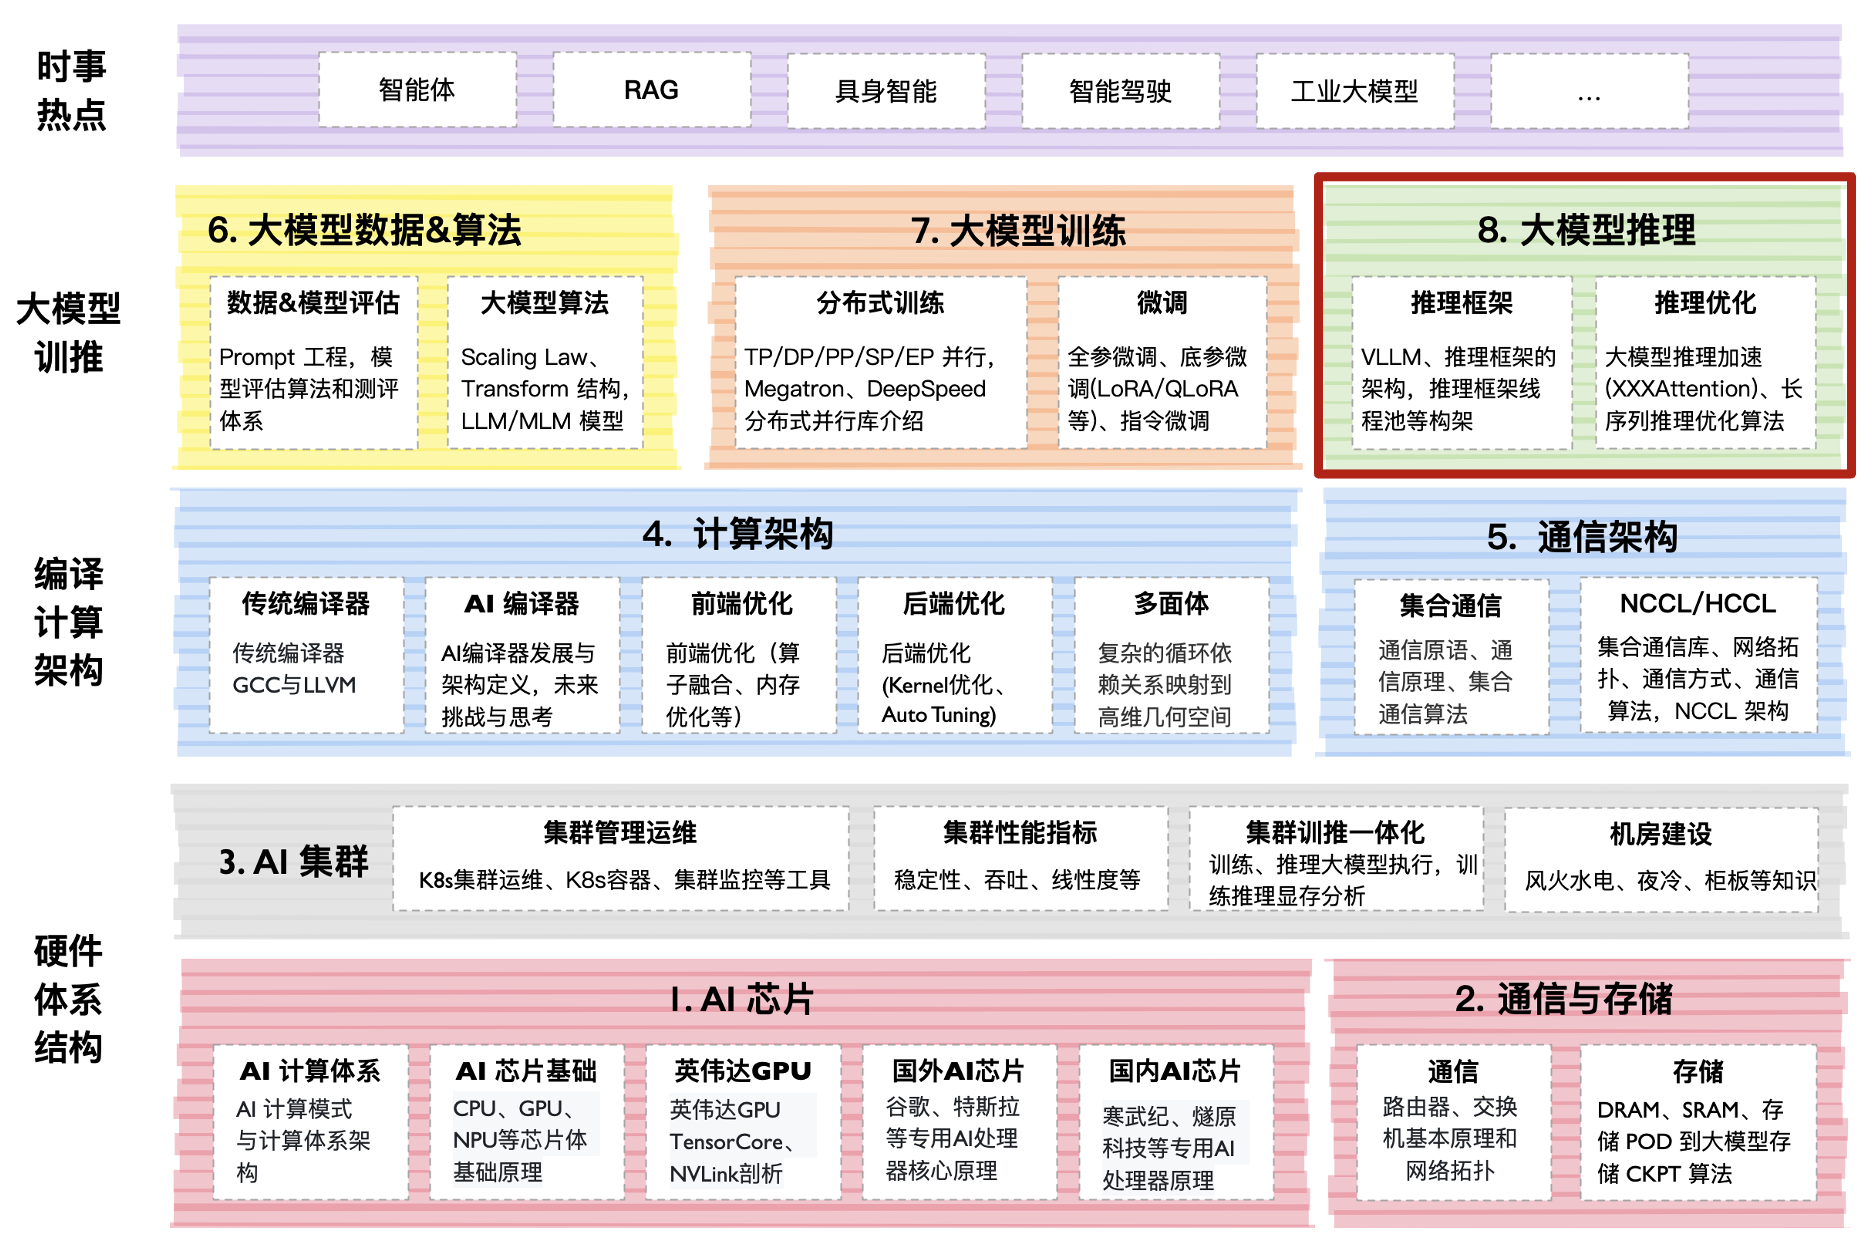 时事
热点
智能体
RAG
具身智能
智能驾驶
工业大模型
...
大模型
训推
6. 大模型数据&算法
数据&模型评估
Prompt 工程，模
型评估算法和测评
体系
大模型算法
Scaling Law、
Transform 结构，
LLM/MLM 模型
7. 大模型训练
分布式训练
TP/DP/PP/SP/EP 并行，
Megatron、DeepSpeed
分布式并行库介绍
微调
全参微调、底参微
调(LoRA/QLoRA
等)、指令微调
8. 大模型推理
推理框架
VLLM、推理框架的
架构，推理框架线
程池等构架
推理优化
大模型推理加速
(XXXAttention)、长
序列推理优化算法
编译
计算
架构
4. 计算架构
传统编译器
传统编译器
GCC与LLVM
AI 编译器
AI编译器发展与
架构定义，未来
挑战与思考
前端优化
前端优化（算
子融合、内存
优化等）
后端优化
后端优化
(Kernel优化、
Auto Tuning)
多面体
复杂的循环依
赖关系映射到
高维几何空间
5. 通信架构
集合通信
通信原语、通
信原理、集合
通信算法
NCCL/HCCL
集合通信库、网络拓
扑、通信方式、通信
算法，NCCL 架构
硬件
体系
结构
3. AI 集群
集群管理运维
K8s集群运维、K8s容器、集群监控等工具
集群性能指标
稳定性、吞吐、线性度等
集群训推一体化
训练、推理大模型执行，训
练推理显存分析
机房建设
风火水电、夜冷、柜板等知识
1. AI 芯片
AI 计算体系
AI 计算模式
与计算体系架
构
AI 芯片基础
CPU、GPU、
NPU等芯片体
基础原理
英伟达GPU
英伟达GPU
TensorCore、
NVLink剖析
国外AI芯片
谷歌、特斯拉
等专用AI处理
器核心原理
国内AI芯片
寒武纪、燧原
科技等专用AI
处理器原理
2. 通信与存储
通信
路由器、交换
机基本原理和
网络拓扑
存储
DRAM、SRAM、存
储 POD 到大模型存
储 CKPT 算法